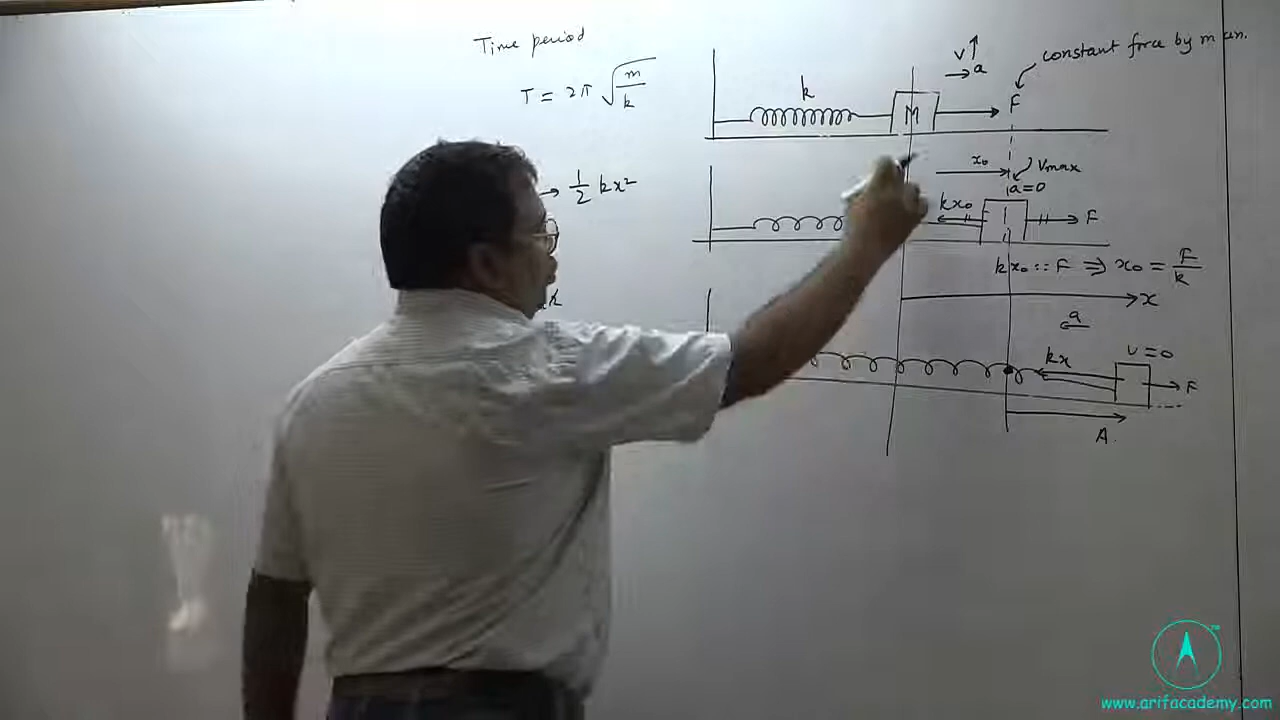 Time period
T = 2π √m/k
→ 1/2 kx²
k
M
v↑
→ a
F
constant force by man.
x₀
Vmax
a=0
kx₀
F
kx₀ = F ⇒ x₀ = F/k
x
a
kx
v=0
F
A.
www.arifacademy.com